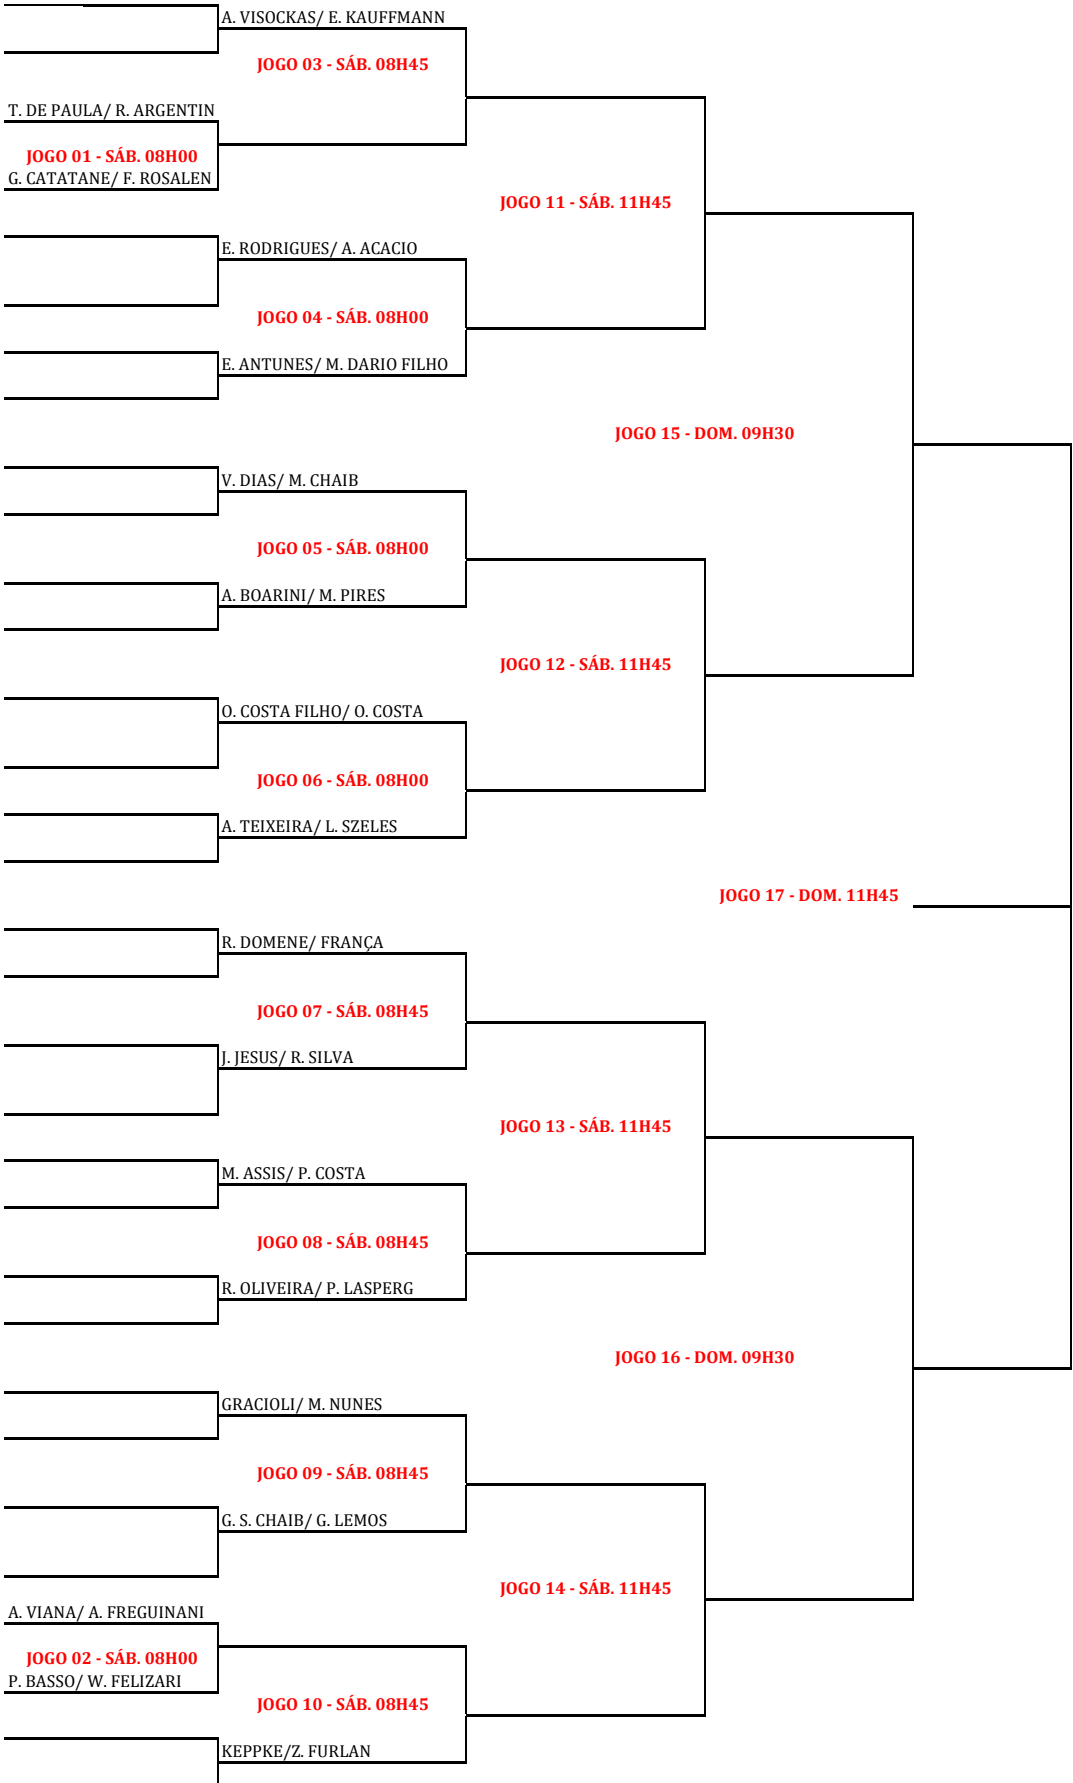 A. VISOCKAS/ E. KAUFFMANN
JOGO 03 - SÁB. 08H45
T. DE PAULA/ R. ARGENTIN
JOGO 01 - SÁB. 08H00
G. CATATANE/ F. ROSALEN
JOGO 11 - SÁB. 11H45
E. RODRIGUES/ A. ACACIO
JOGO 04 - SÁB. 08H00
E. ANTUNES/ M. DARIO FILHO
JOGO 15 - DOM. 09H30
V. DIAS/ M. CHAIB
JOGO 05 - SÁB. 08H00
A. BOARINI/ M. PIRES
JOGO 12 - SÁB. 11H45
O. COSTA FILHO/ O. COSTA
JOGO 06 - SÁB. 08H00
A. TEIXEIRA/ L. SZELES
JOGO 17 - DOM. 11H45
R. DOMENE/ FRANÇA
JOGO 07 - SÁB. 08H45
J. JESUS/ R. SILVA
JOGO 13 - SÁB. 11H45
M. ASSIS/ P. COSTA
JOGO 08 - SÁB. 08H45
R. OLIVEIRA/ P. LASPERG
JOGO 16 - DOM. 09H30
GRACIOLI/ M. NUNES
JOGO 09 - SÁB. 08H45
G. S. CHAIB/ G. LEMOS
JOGO 14 - SÁB. 11H45
A. VIANA/ A. FREGUINANI
JOGO 02 - SÁB. 08H00
P. BASSO/ W. FELIZARI
JOGO 10 - SÁB. 08H45
KEPPKE/Z. FURLAN